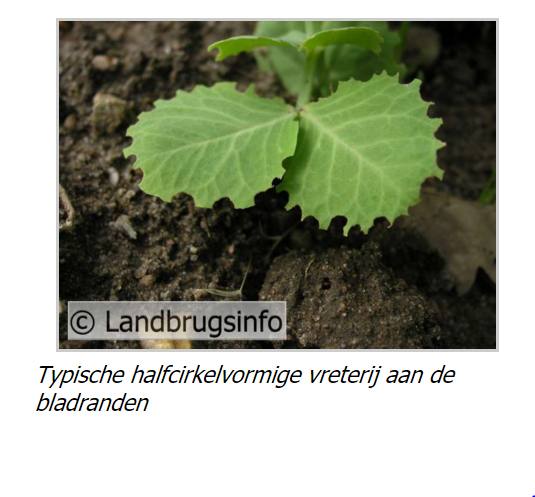 © Landbrugsinfo
Typische halfcirkelvormige vreterij aan de
bladranden